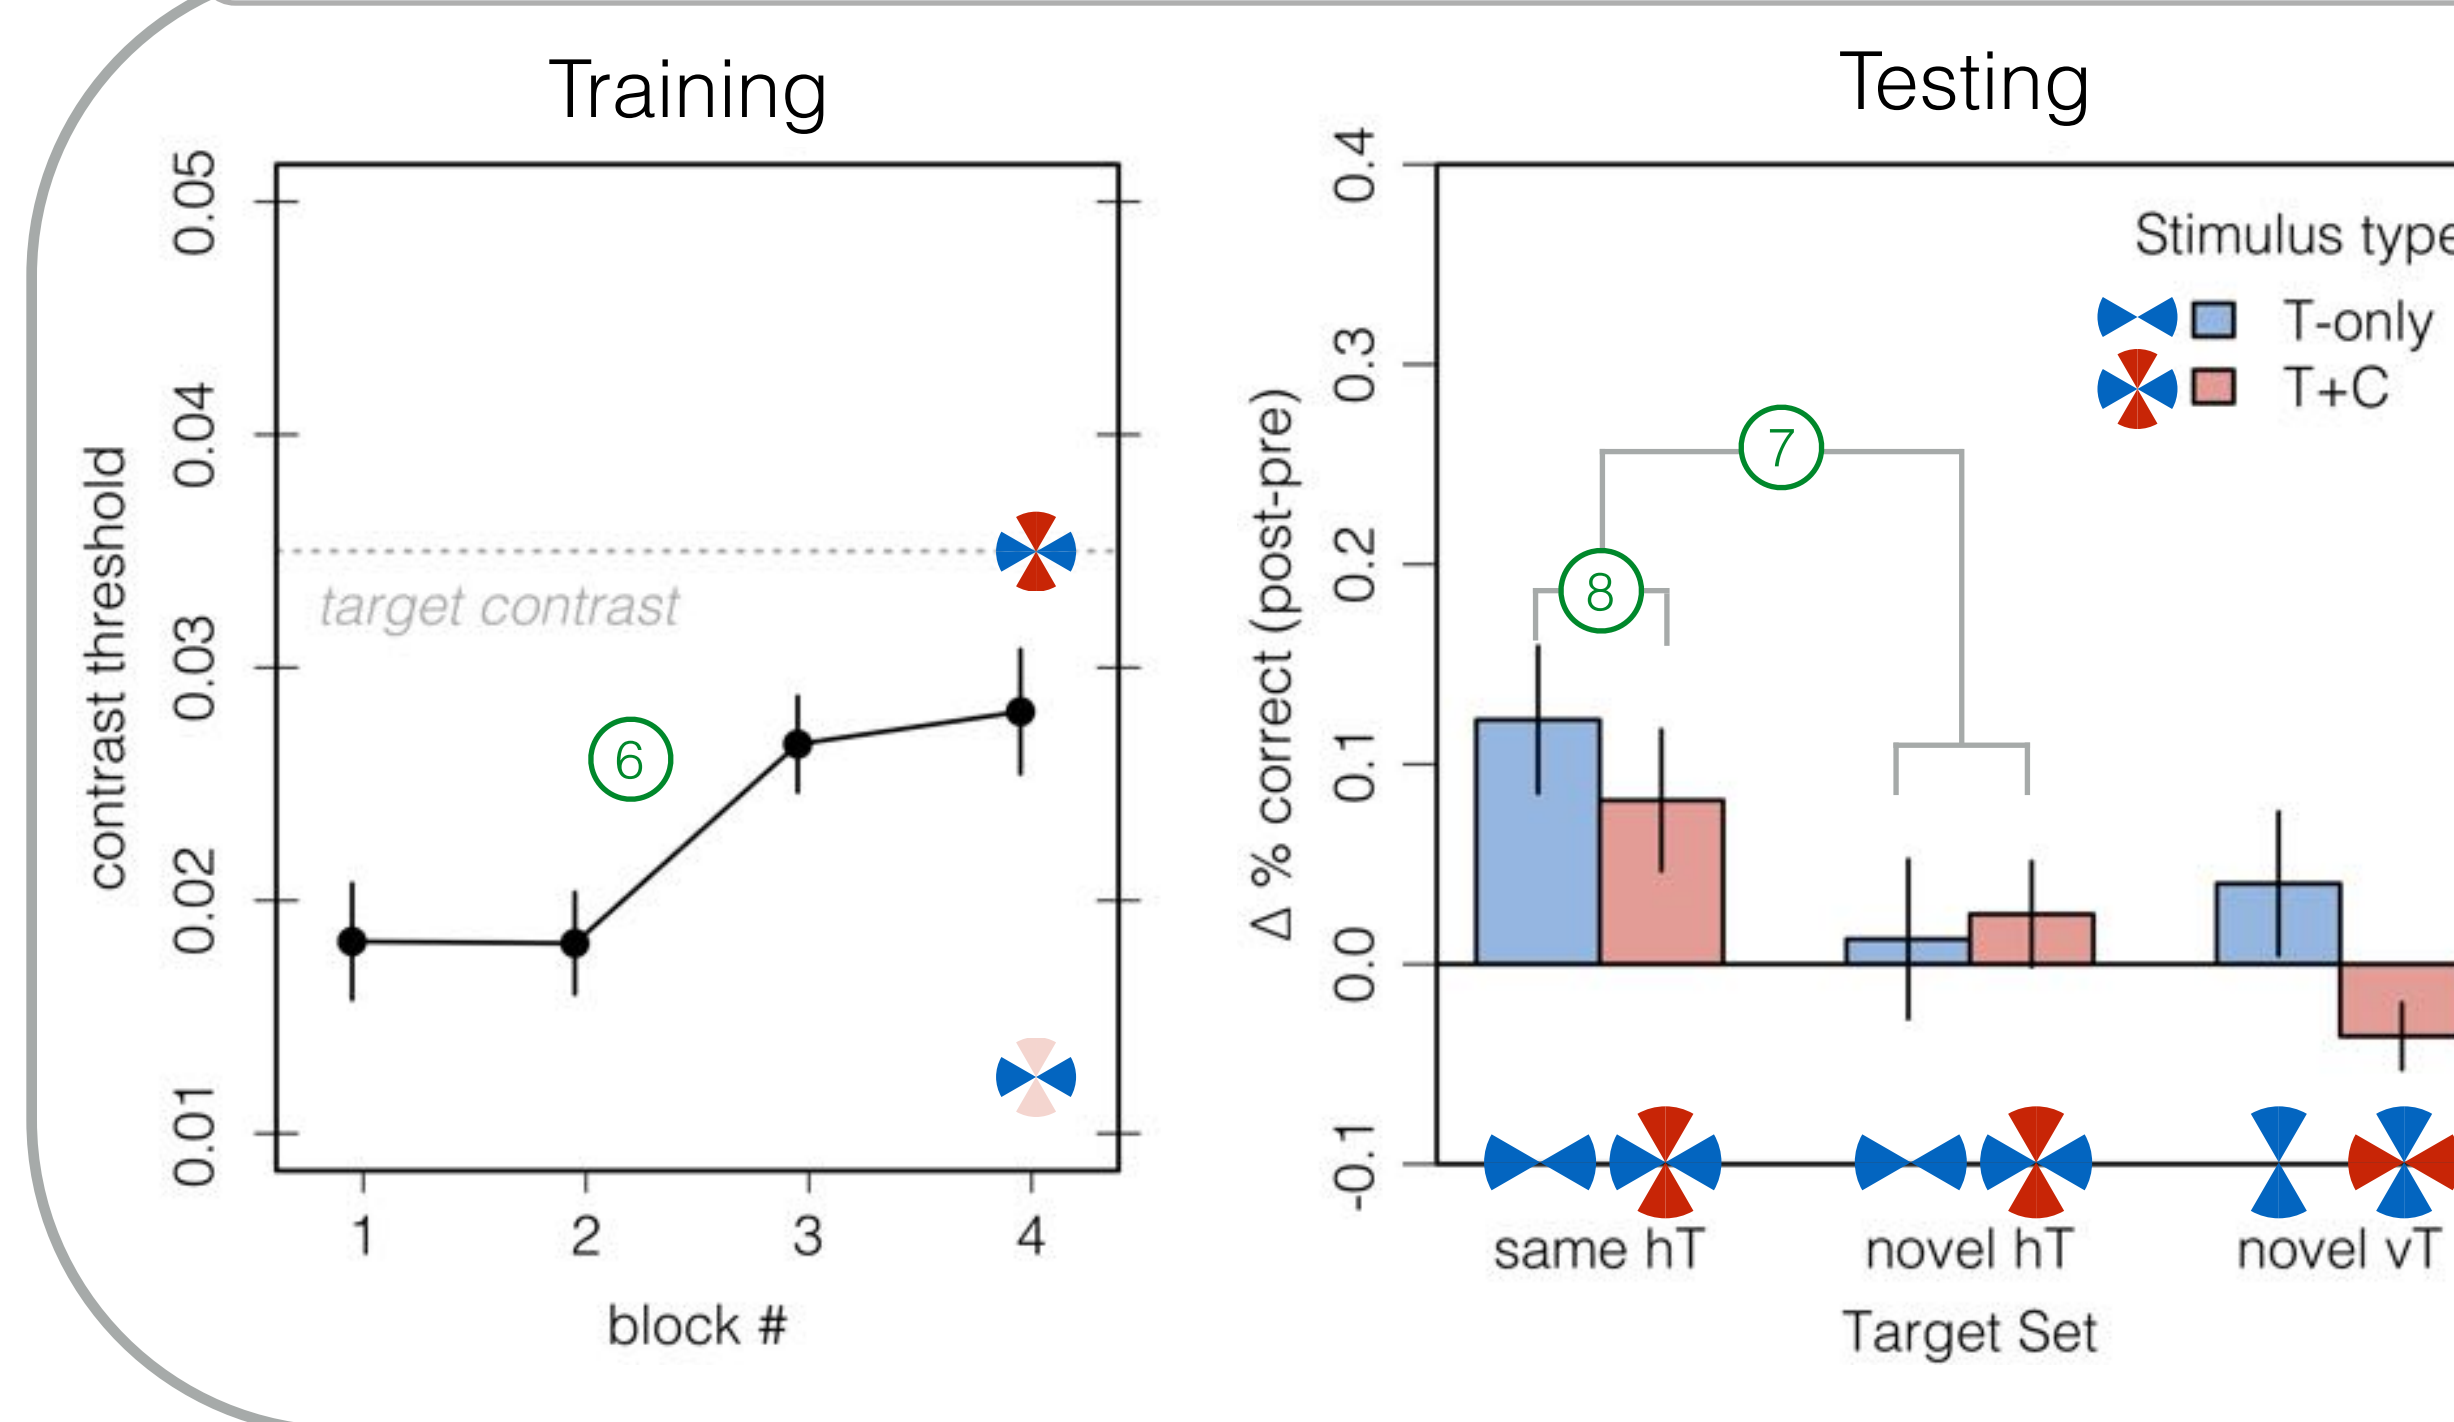 Training
0.05
0.04
0.03
0.02
0.01
contrast threshold
target contrast
6
1 2 3 4
block #
Testing
0.4
0.3
0.2
0.1
0.0
-0.1
Δ % correct (post-pre)
Stimulus type
T-only
T+C
7
8
same hT novel hT novel vT
Target Set